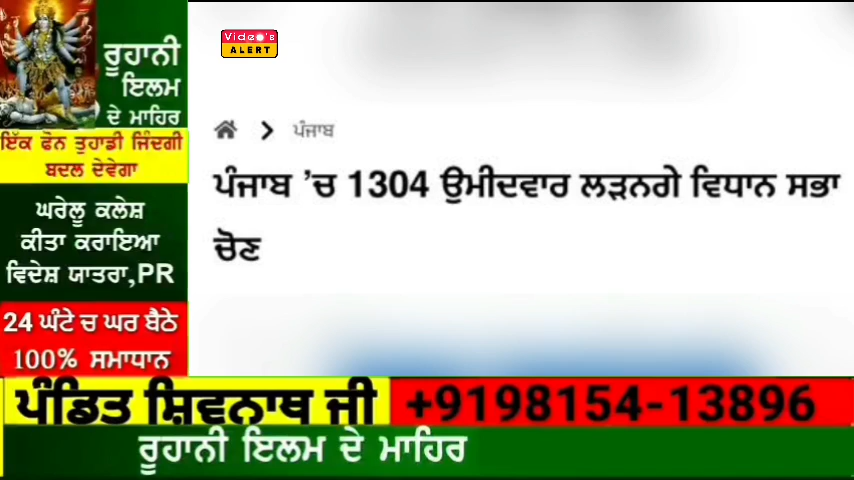 ਰੂਹਾਨੀ
ਇਲਮ
ਦੇ ਮਾਹਿਰ
ਇੱਕ ਫੋਨ ਤੁਹਾਡੀ ਜਿੰਦਗੀ
ਬਦਲ ਦੇਵੇਗਾ
ਘਰੇਲੂ ਕਲੇਸ਼
ਕੀਤਾ ਕਰਾਇਆ
ਵਿਦੇਸ਼ ਯਾਤਰਾ,PR
24 ਘੰਟੇ ਚ ਘਰ ਬੈਠੇ
100% ਸਮਾਧਾਨ
Video's
ALERT
ਪੰਜਾਬ
ਪੰਜਾਬ ’ਚ 1304 ਉਮੀਦਵਾਰ ਲੜਨਗੇ ਵਿਧਾਨ ਸਭਾ
ਚੋਣ
ਪੰਡਿਤ ਸ਼ਿਵਨਾਥ ਜੀ +9198154-13896
ਰੂਹਾਨੀ ਇਲਮ ਦੇ ਮਾਹਿਰ